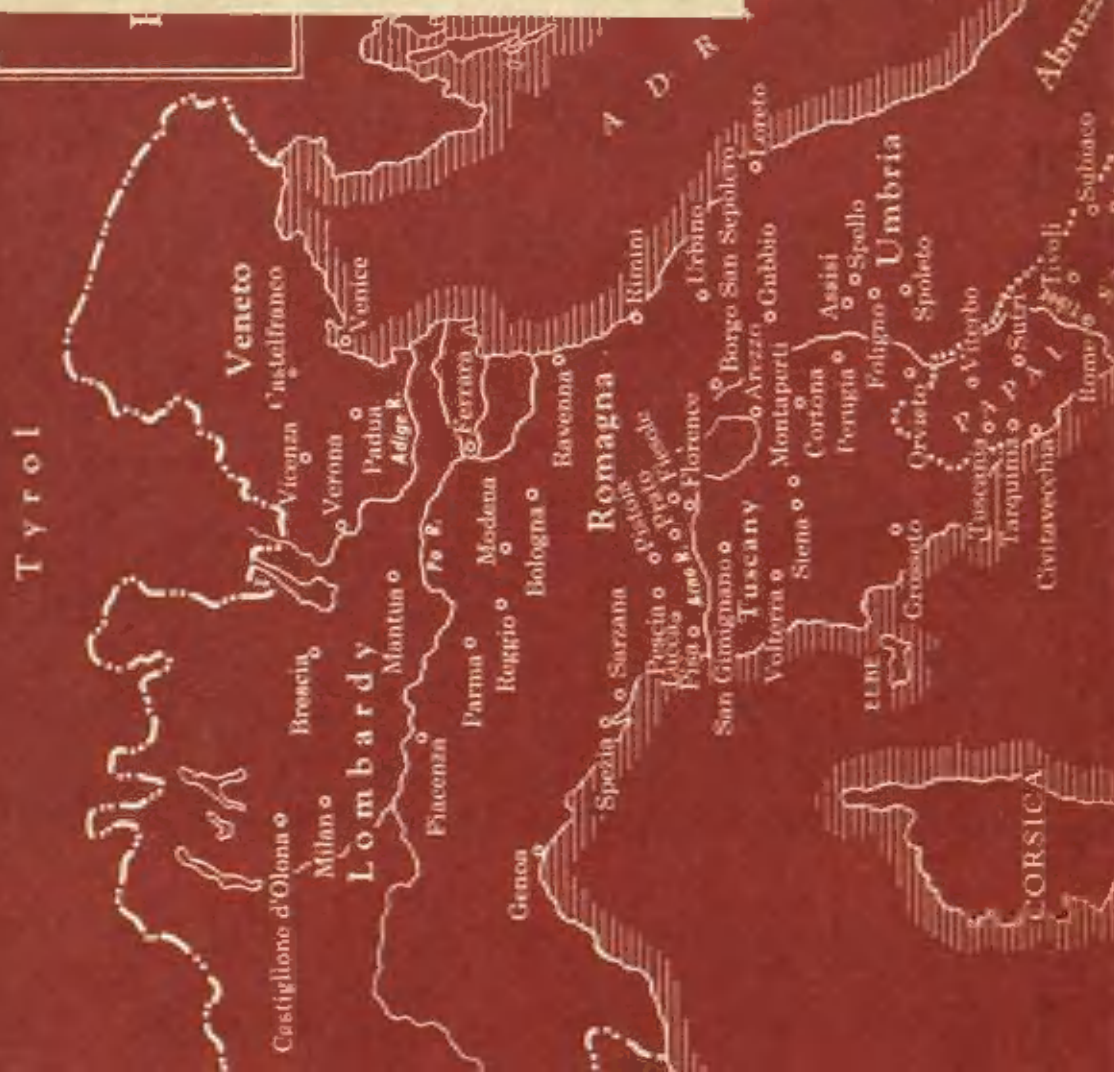 Tyrol
Veneto
Castelfranco
Vicenza
Venice
Verona
Padua
Adige R.
Brescia
Castiglione d'Olona
Milan
Lombardy
Mantua
Po R.
Ferrara
Piacenza
Parma
Reggio
Modena
Bologna
Ravenna
Romagna
Rimini
A D R
Genoa
Spezia
Sarzana
Pescia
Lucca
Pistoia
Prato
Fiesole
Pisa
Arno R.
Florence
Urbino
Borgo San Sepolcro
Loreto
San Gimignano
Tuscany
Arezzo
Gubbio
Volterra
Siena
Montaperti
Cortona
Perugia
Assisi
Spello
Foligno
Umbria
Spoleto
ELBE
Grosseto
Orvieto
Viterbo
Tuscania
Tarquinia
Sutri
Civitavecchia
Rome
Tivoli
Subiaco
Abruzz
CORSICA